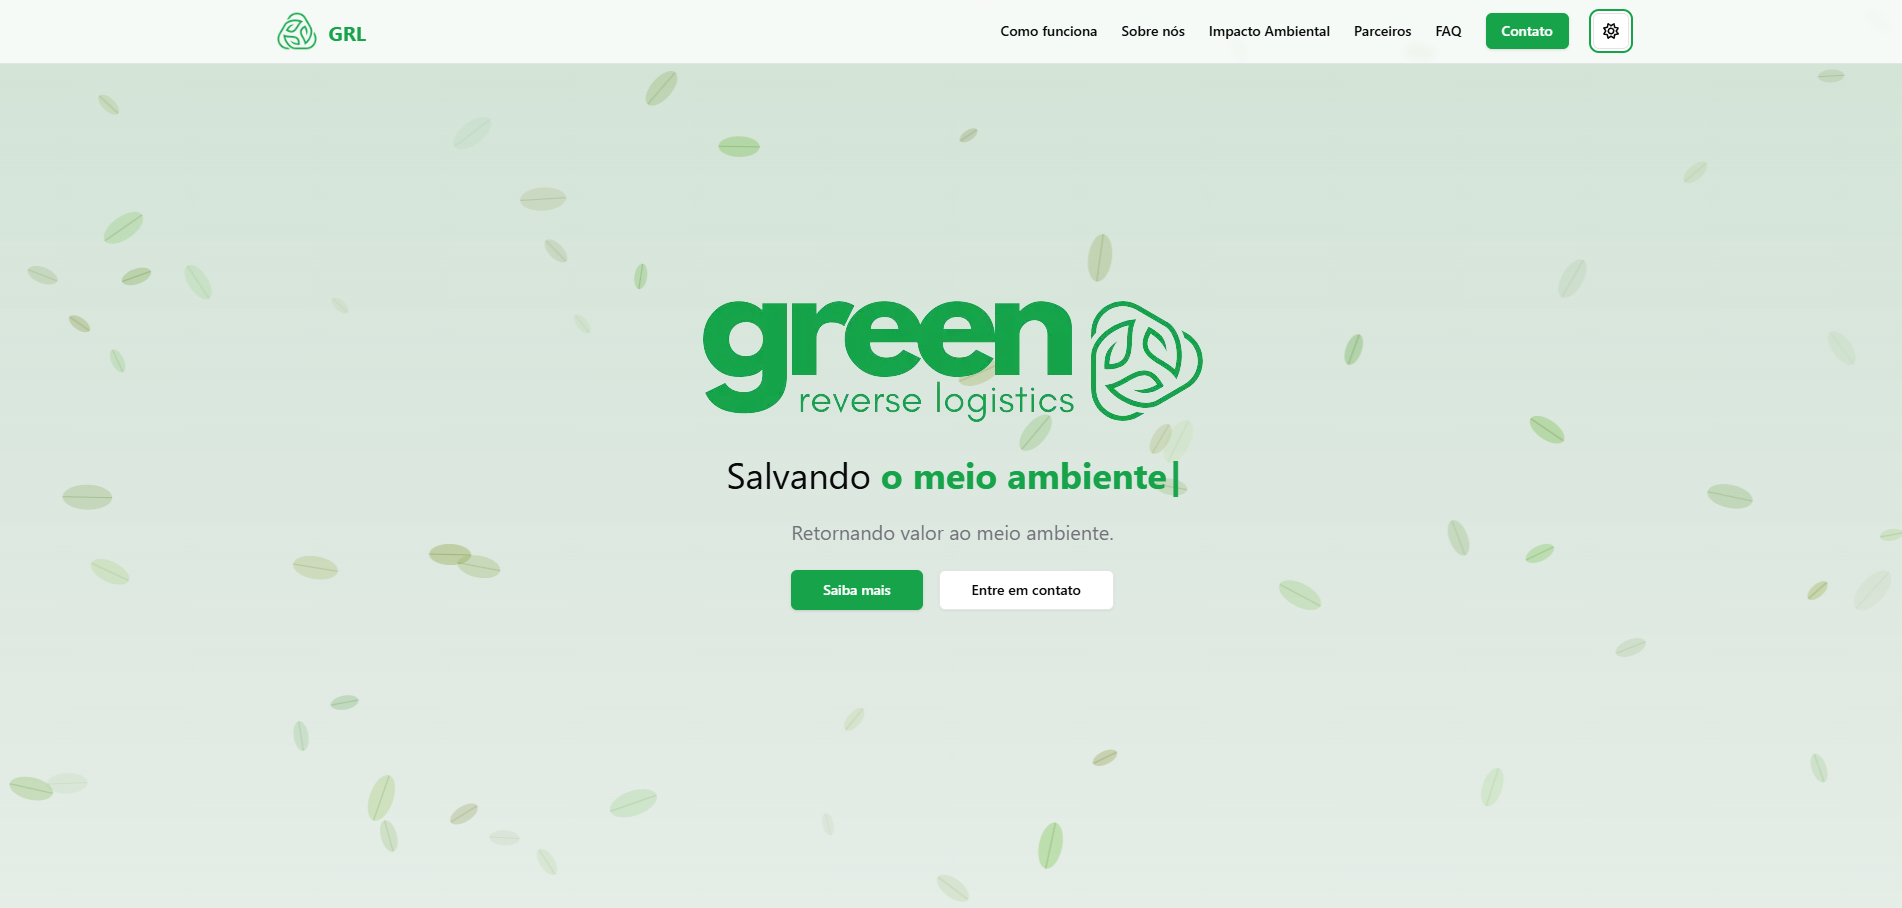 GRL
Como funciona
Sobre nós
Impacto Ambiental
Parceiros
FAQ
Contato
green
reverse logistics
Salvando o meio ambiente|
Retornando valor ao meio ambiente.
Saiba mais
Entre em contato